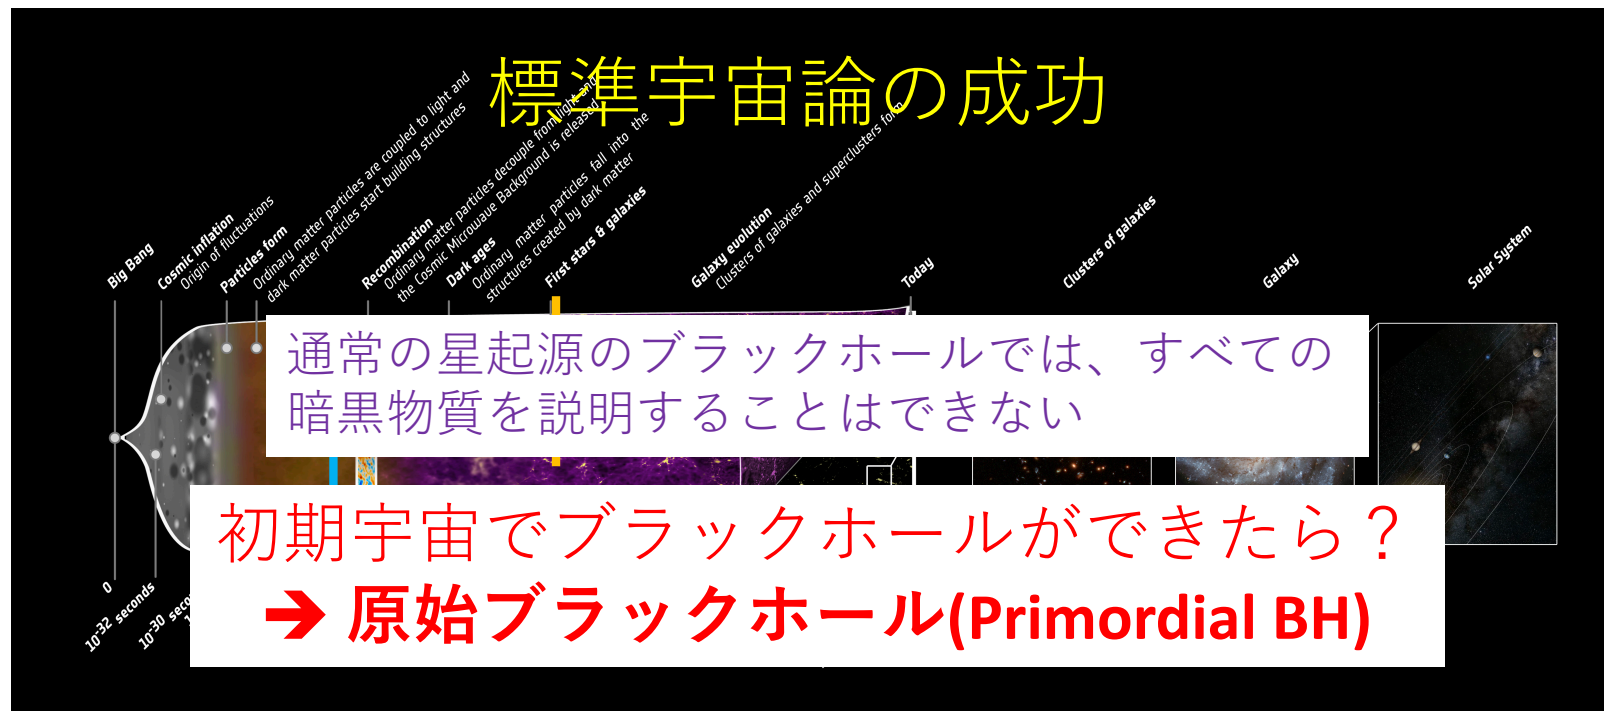 標準宇宙論の成功
Big Bang
Cosmic inflation
Origin of fluctuations
Particles form
Ordinary matter particles are coupled to light and
dark matter particles start building structures
Recombination
Ordinary matter particles decouple from light and
the Cosmic Microwave Background is released
Dark ages
Ordinary matter particles fall into the
structures created by dark matter
First stars & galaxies
Galaxy evolution
Clusters of galaxies and superclusters form
Today
Clusters of galaxies
Galaxy
Solar System
通常の星起源のブラックホールでは、すべての
暗黒物質を説明することはできない
初期宇宙でブラックホールができたら？
➔ 原始ブラックホール(Primordial BH)
0
10-32 seconds
10-30